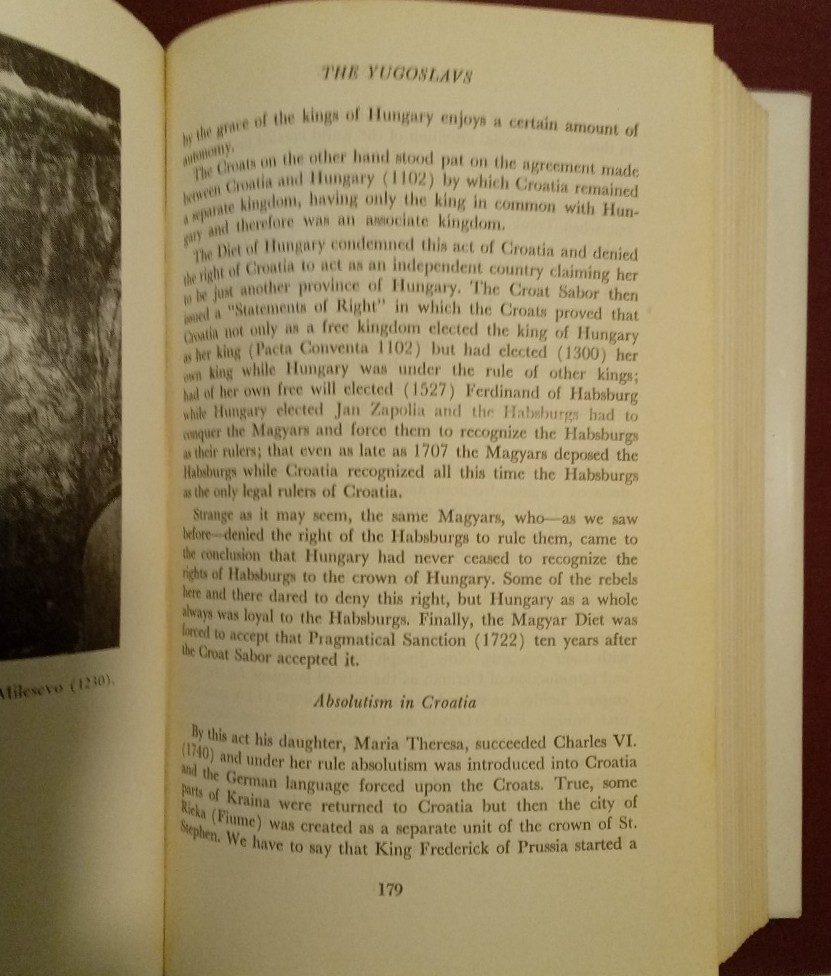 Milesevo (1230).
THE YUGOSLAVS
by the grace of the kings of Hungary enjoys a certain amount of
autonomy.
The Croats on the other hand stood pat on the agreement made
between Croatia and Hungary (1102) by which Croatia remained
a separate kingdom, having only the king in common with Hun-
gary and therefore was an associate kingdom.
The Diet of Hungary condemned this act of Croatia and denied
the right of Croatia to act as an independent country claiming her
to be just another province of Hungary. The Croat Sabor then
issued a "Statements of Right" in which the Croats proved that
Croatia not only as a free kingdom elected the king of Hungary
as her king (Pacta Conventa 1102) but had elected (1300) her
own king while Hungary was under the rule of other kings;
had of her own free will elected (1527) Ferdinand of Habsburg
while Hungary elected Jan Zapolia and the Habsburgs had to
conquer the Magyars and force them to recognize the Habsburgs
as their rulers; that even as late as 1707 the Magyars deposed the
Habsburgs while Croatia recognized all this time the Habsburgs
as the only legal rulers of Croatia.
Strange as it may seem, the same Magyars, who—as we saw
before—denied the right of the Habsburgs to rule them, came to
the conclusion that Hungary had never ceased to recognize the
rights of Habsburgs to the crown of Hungary. Some of the rebels
here and there dared to deny this right, but Hungary as a whole
always was loyal to the Habsburgs. Finally, the Magyar Diet was
forced to accept that Pragmatical Sanction (1722) ten years after
the Croat Sabor accepted it.
Absolutism in Croatia
By this act his daughter, Maria Theresa, succeeded Charles VI.
(1740) and under her rule absolutism was introduced into Croatia
and the German language forced upon the Croats. True, some
parts of Kraina were returned to Croatia but then the city of
Rieka (Fiume) was created as a separate unit of the crown of St.
Stephen. We have to say that King Frederick of Prussia started a
179